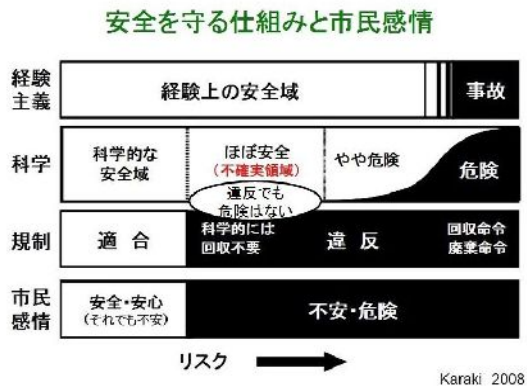 安全を守る仕組みと市民感情
経験
主義
経験上の安全域
事故
科学
科学的な
安全域
ほぼ安全
(不確実領域)
やや危険
危険
違反でも
危険はない
規制
適合
科学的には
回収不要
違反
回収命令
廃棄命令
市民
感情
安全・安心
(それでも不安)
不安・危険
リスク
Karaki 2008